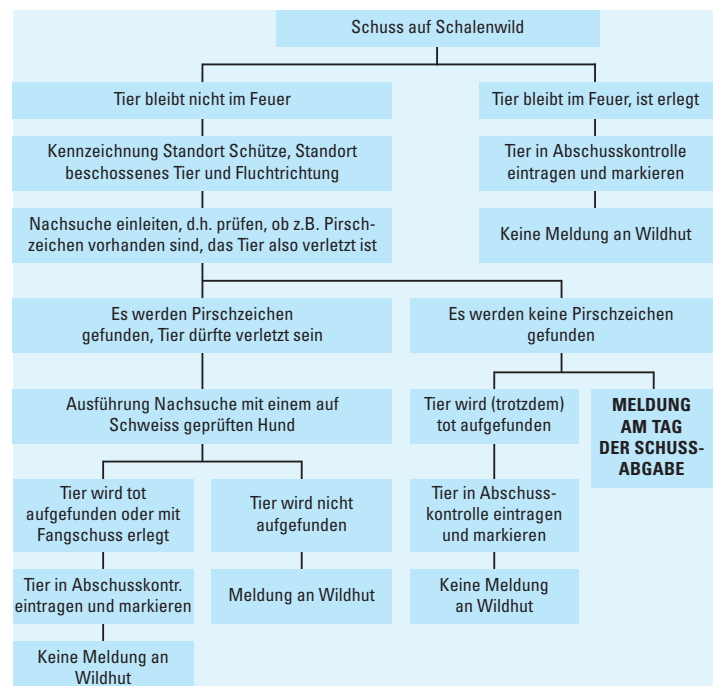 Schuss auf Schalenwild
Tier bleibt nicht im Feuer
Tier bleibt im Feuer, ist erlegt
Kennzeichnung Standort Schütze, Standort
beschossenes Tier und Fluchtrichtung
Tier in Abschusskontrolle
eintragen und markieren
Nachsuche einleiten, d.h. prüfen, ob z.B. Pirsch-
zeichen vorhanden sind, das Tier also verletzt ist
Keine Meldung an Wildhut
Es werden Pirschzeichen
gefunden, Tier dürfte verletzt sein
Es werden keine Pirschzeichen
gefunden
Ausführung Nachsuche mit einem auf
Schweiss geprüften Hund
Tier wird (trotzdem)
tot aufgefunden
MELDUNG
AM TAG
DER SCHUSS-
ABGABE
Tier wird tot
aufgefunden oder mit
Fangschuss erlegt
Tier wird nicht
aufgefunden
Tier in Abschuss-
kontrolle eintragen
und markieren
Tier in Abschusskontr.
eintragen und markieren
Meldung an Wildhut
Keine Meldung
an Wildhut
Keine Meldung an
Wildhut